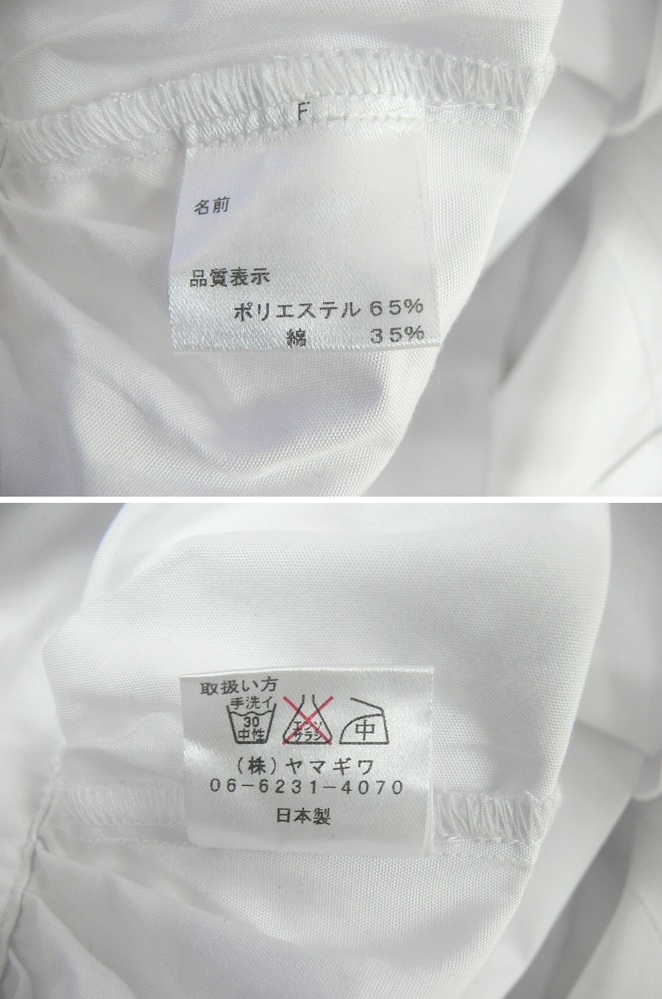 F
名前
品質表示
ポリエステル 65%
綿 35%
取扱い方
手洗イ
30
中性
エンソ
サラシ
中
(株)ヤマギワ
06-6231-4070
日本製